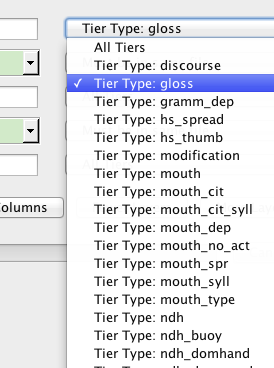 Tier Type: gloss
All Tiers
Tier Type: discourse
✓ Tier Type: gloss
Tier Type: gramm_dep
Tier Type: hs_spread
Tier Type: hs_thumb
Tier Type: modification
Tier Type: mouth
Tier Type: mouth_cit
Tier Type: mouth_cit_syll
Tier Type: mouth_dep
Tier Type: mouth_no_act
Tier Type: mouth_spr
Tier Type: mouth_syll
Tier Type: mouth_type
Tier Type: ndh
Tier Type: ndh_buoy
Tier Type: ndh_domhand
olumns